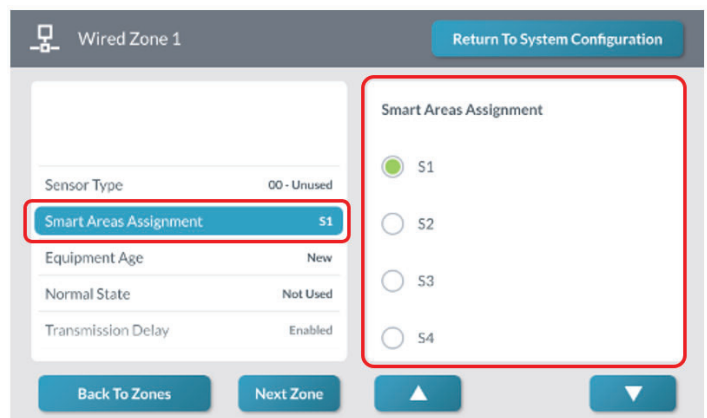 Wired Zone 1
Return To System Configuration
Sensor Type 00 - Unused
Smart Areas Assignment S1
Equipment Age New
Normal State Not Used
Transmission Delay Enabled
Smart Areas Assignment
S1
S2
S3
S4
Back To Zones
Next Zone